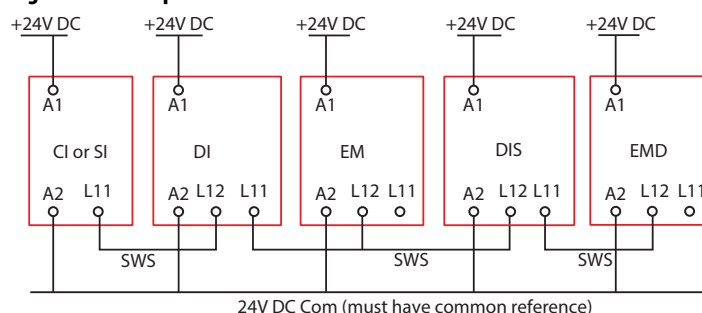 +24V DC +24V DC +24V DC +24V DC +24V DC
A1 A1 A1 A1 A1
CI or SI DI EM DIS EMD
A2 L11 A2 L12 L11 A2 L12 L11 A2 L12 L11 A2 L12 L11
SWS SWS SWS
24V DC Com (must have common reference)